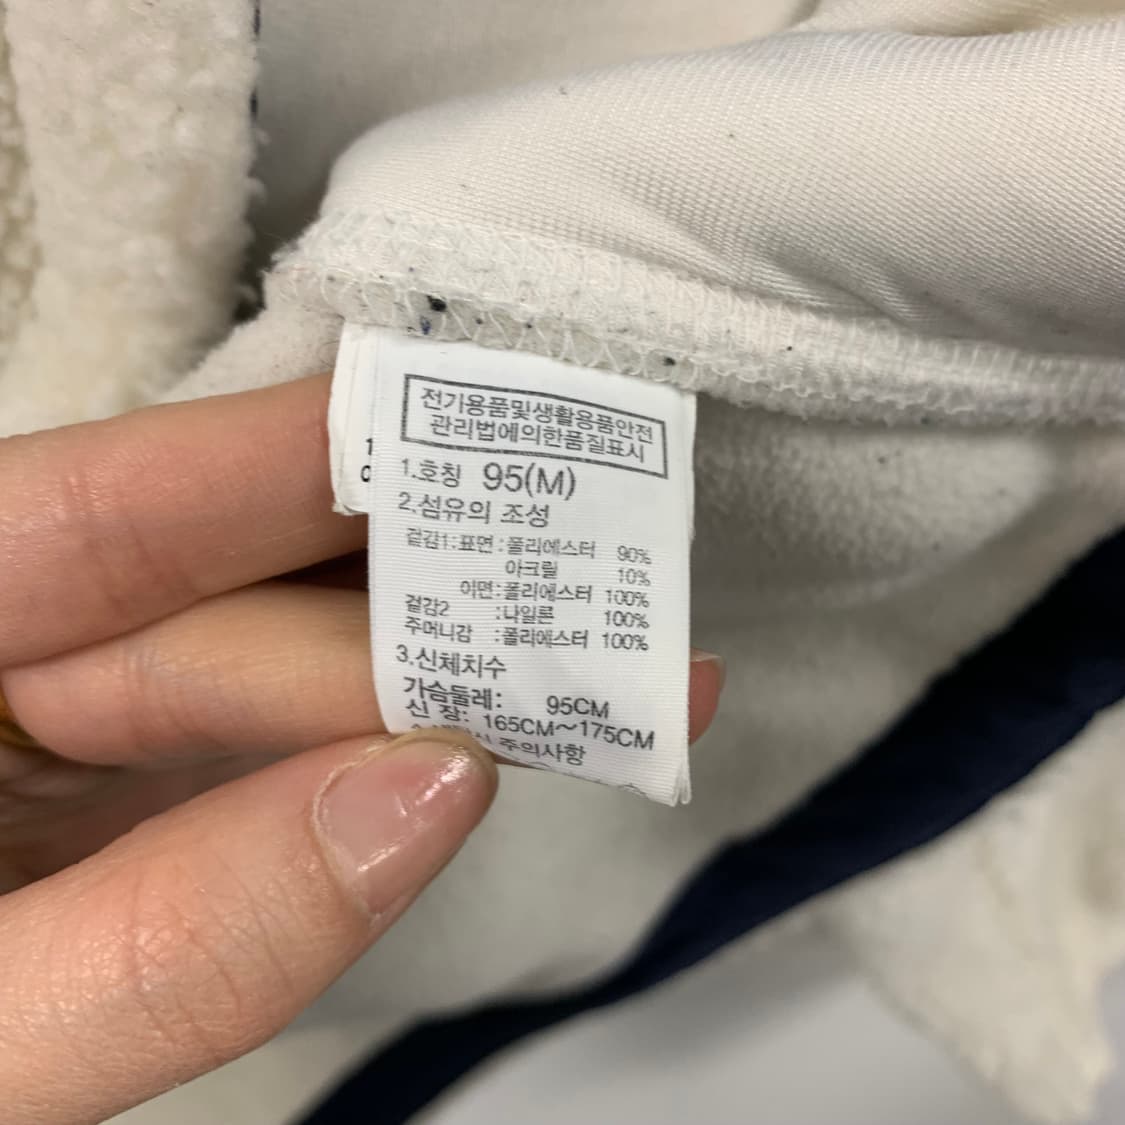 전기용품및생활용품안전
관리법에의한품질표시
1.호칭 95(M)
2.섬유의 조성
겉감1:표면:폴리에스터 90%
아크릴 10%
이면:폴리에스터 100%
겉감2 :나일론 100%
주머니감 :폴리에스터 100%
3.신체치수
가슴둘레: 95CM
신 장: 165CM~175CM
주의사항